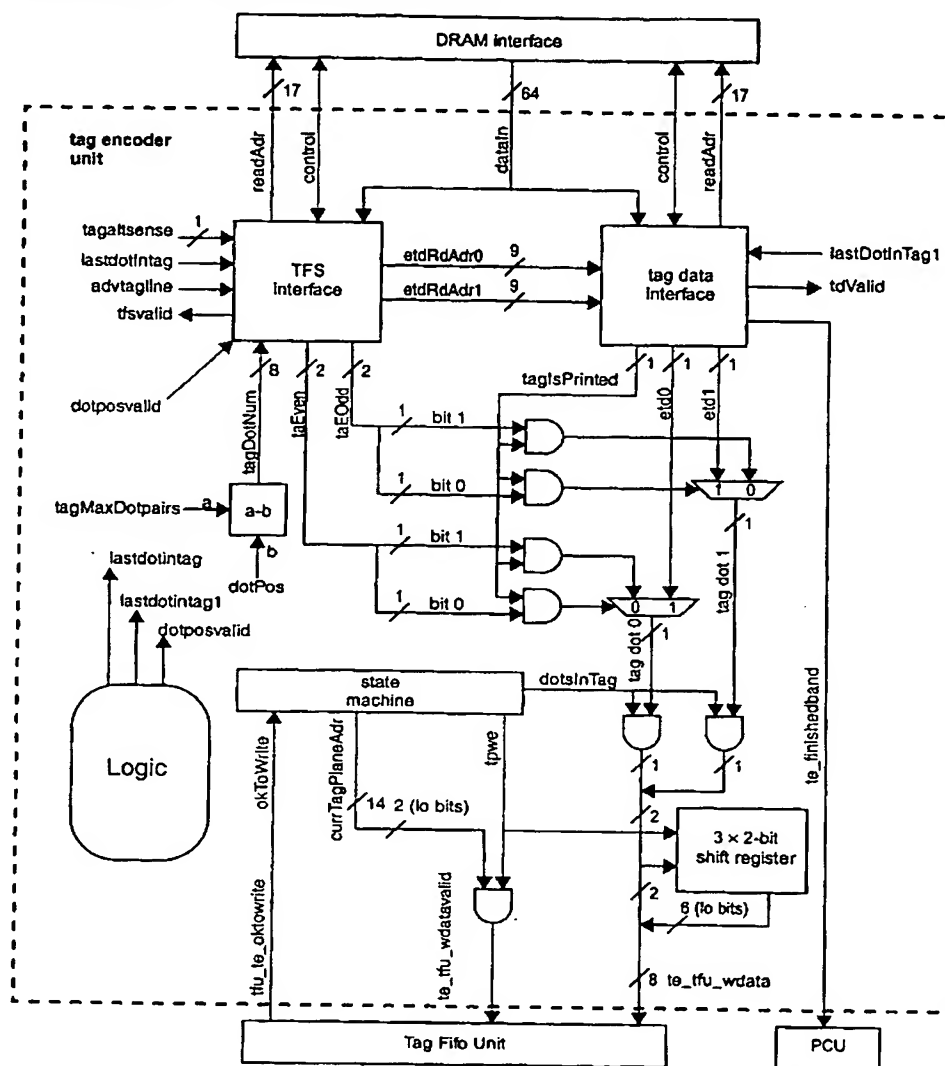 DRAM interface
17
64
17
tag encoder
unit
readAdr
control
dataIn
control
readAdr
tagaltsense
1
lastdotintag
advtagline
tfsvalid
dotposvalid
TFS
interface
etdRdAdr0
9
etdRdAdr1
9
tag data
interface
lastDotInTag1
tdValid
8
2
2
tagIsPrinted
1
1
1
tagDotNum
taEven
taEOdd
etd0
etd1
1
bit 1
1
bit 0
1 0
1
tagMaxDotpairs
a
a-b
b
dotPos
1
bit 1
1
bit 0
0 1
1
tag dot 0
tag dot 1
lastdotintag
lastdotintag1
dotposvalid
Logic
state
machine
dotsInTag
okToWrite
currTagPlaneAdr
tpwe
14
2 (lo bits)
1
1
2
3 × 2-bit
shift register
2
6 (lo bits)
te_finishedband
tfu_te_oktowrite
te_tfu_wdatavalid
8
te_tfu_wdata
Tag Fifo Unit
PCU